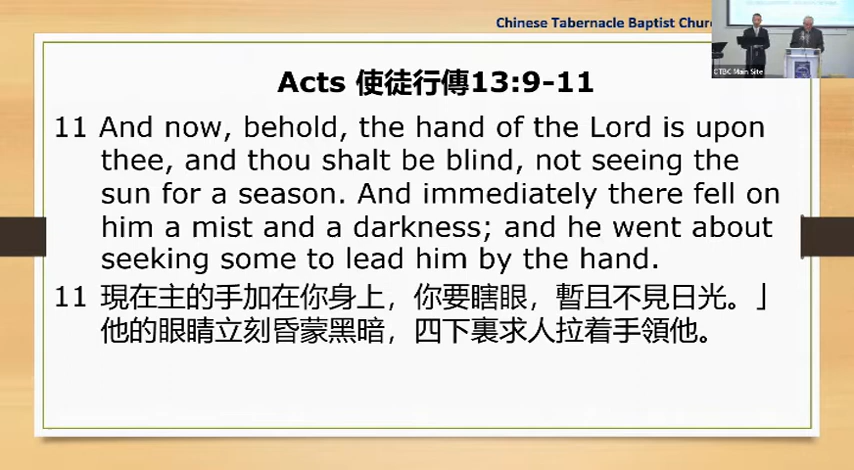 Chinese Tabernacle Baptist Churc
Acts 使徒行傳13:9-11
11 And now, behold, the hand of the Lord is upon
thee, and thou shalt be blind, not seeing the
sun for a season. And immediately there fell on
him a mist and a darkness; and he went about
seeking some to lead him by the hand.
11 現在主的手加在你身上，你要瞎眼，暫且不見日光。」
他的眼睛立刻昏蒙黑暗，四下裏求人拉着手領他。
CTBC Main Site